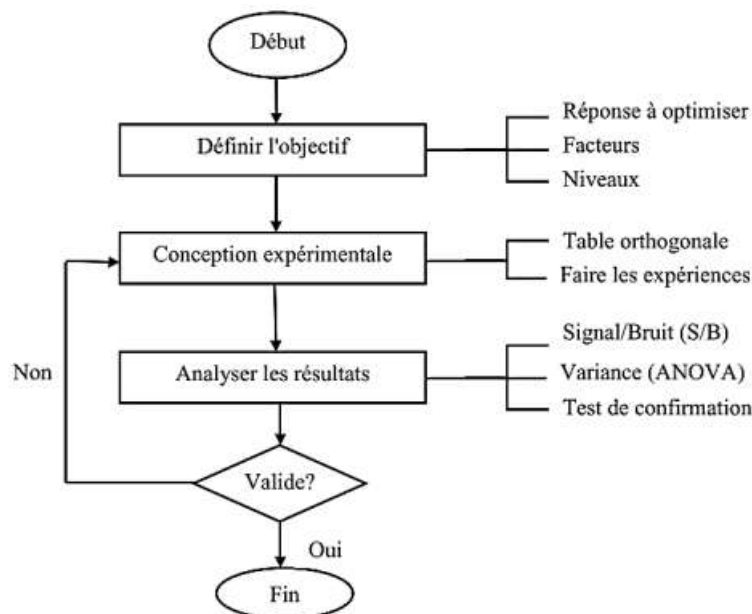 Début
Définir l'objectif
Réponse à optimiser
Facteurs
Niveaux
Conception expérimentale
Table orthogonale
Faire les expériences
Analyser les résultats
Signal/Bruit (S/B)
Variance (ANOVA)
Test de confirmation
Non
Valide?
Oui
Fin